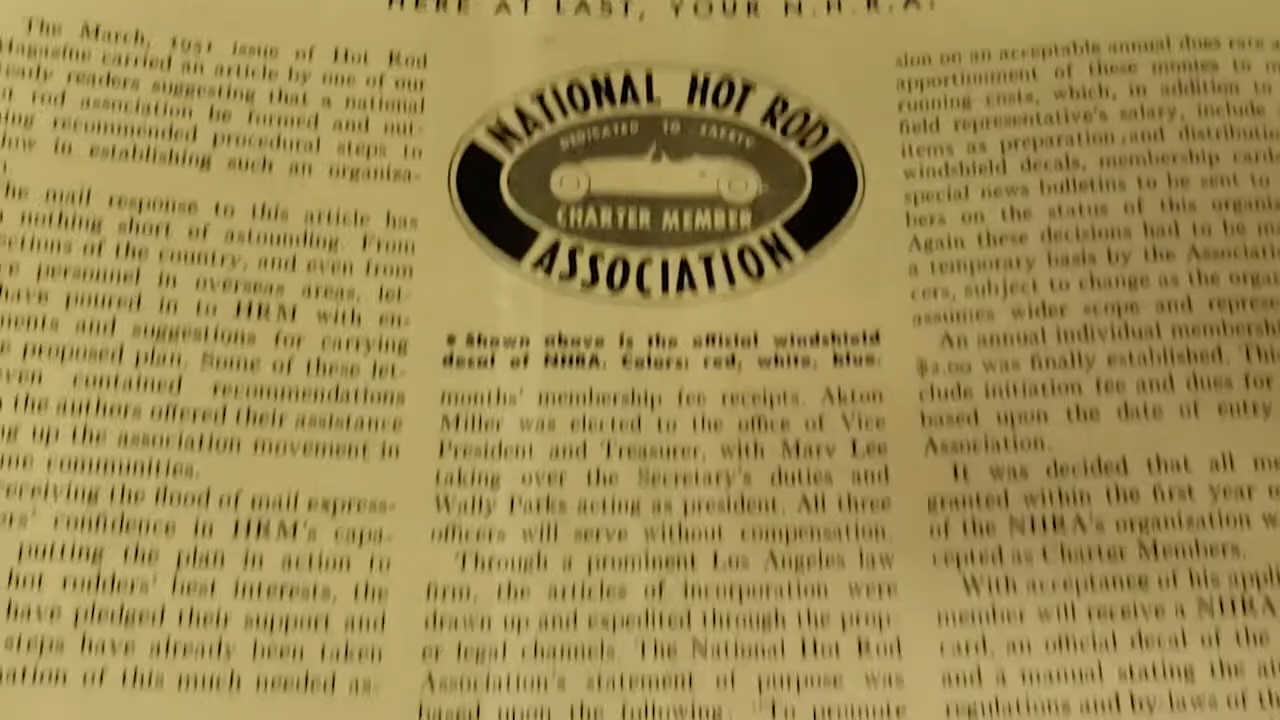 HERE AT LAST, YOUR N.H.R.A.
The March, 1951 issue of Hot Rod
Magazine carried an article by one of our
early readers suggesting that a national
rod association be formed and out-
recommended procedural steps to
in establishing such an organiza-
mail response to this article has
nothing short of astounding. From
of the country, and even from
personnel in overseas areas, let-
have poured in to HRM with en-
and suggestions for carrying
proposed plan. Some of these let-
contained recommendations
the authors offered their assistance
up the association movement in
communities.
the flood of mail express-
confidence in HRM's capa-
putting the plan in action to
hot rodders' best interests, the
have pledged their support and
steps have already been taken
of this much needed as-
NATIONAL HOT ROD
DEDICATED TO SAFETY
CHARTER MEMBER
ASSOCIATION
• Shown above is the official windshield
decal of NHRA. Colors: red, white, blue.
months' membership fee receipts. Akton
Miller was elected to the office of Vice
President and Treasurer, with Marv Lee
taking over the Secretary's duties and
Wally Parks acting as president. All three
officers will serve without compensation.
Through a prominent Los Angeles law
firm, the articles of incorporation were
drawn up and expedited through the prop-
er legal channels. The National Hot Rod
Association's statement of purpose was
based upon the following: "To promote
sion on an acceptable annual dues rate
apportionment of these monies to
running costs, which, in addition to
field representative's salary, include
items as preparation and
windshield decals, membership
special news bulletins to be sent to
bers on the status of this
Again these decisions had to be
a temporary basis by the
cers, subject to change as the
assumes wider scope and
An annual individual
$2.00 was finally established. This
clude initiation fee and dues for
based upon the date of entry
Association.
It was decided that all
granted within the first year
of the NHRA's organization
cepted as Charter Members.
With acceptance of his
member will receive a NHRA
card, an official decal of the
and a manual stating the
regulations and by-laws of